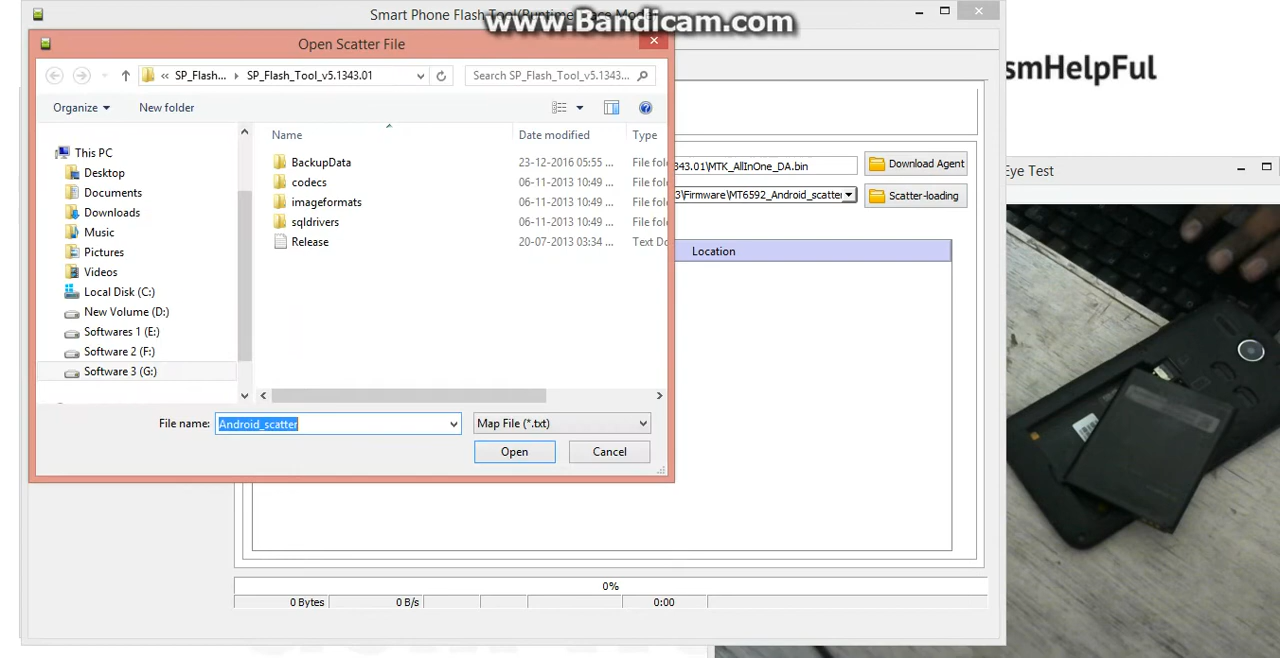 Smart Phone Flash Tool(Runtime Trace Mode)
www.Bandicam.com
Open Scatter File
smHelpFul
« SP_Flash... ▸ SP_Flash_Tool_v5.1343.01
Search SP_Flash_Tool_v5.1343...
Organize
New folder
Name
Date modified
Type
This PC
Desktop
Documents
Downloads
Music
Pictures
Videos
Local Disk (C:)
New Volume (D:)
Softwares 1 (E:)
Software 2 (F:)
Software 3 (G:)
BackupData 23-12-2016 05:55 ... File fol
codecs 06-11-2013 10:49 ... File fol
imageformats 06-11-2013 10:49 ... File fol
sqldrivers 06-11-2013 10:49 ... File fol
Release 20-07-2013 03:34 ... Text Do
File name: Android_scatter
Map File (*.txt)
Open
Cancel
343.01\MTK_AllInOne_DA.bin
Download Agent
3\Firmware\MT6592_Android_scatter
Scatter-loading
Location
Eye Test
0%
0 Bytes
0 B/s
0:00